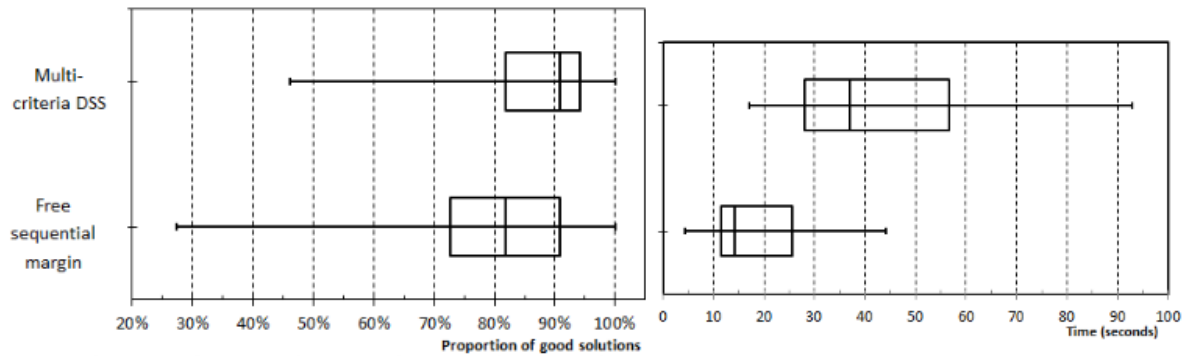 Multi-
criteria DSS
Free
sequential
margin
20% 30% 40% 50% 60% 70% 80% 90% 100%
Proportion of good solutions
0 10 20 30 40 50 60 70 80 90 100
Time (seconds)